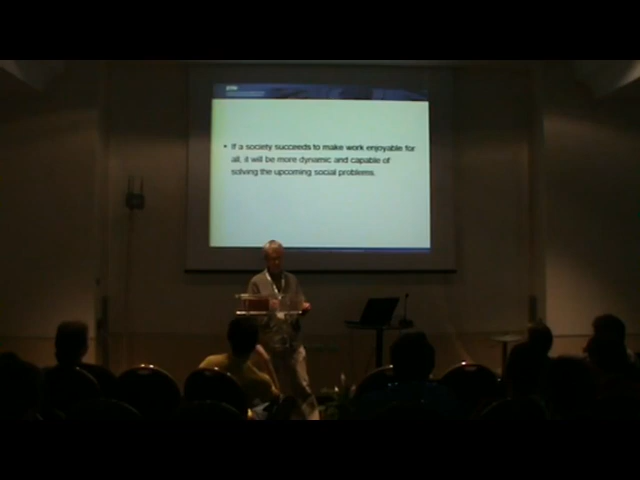 • If a society succeeds to make work enjoyable for
all, it will be more dynamic and capable of
solving the upcoming social problems.